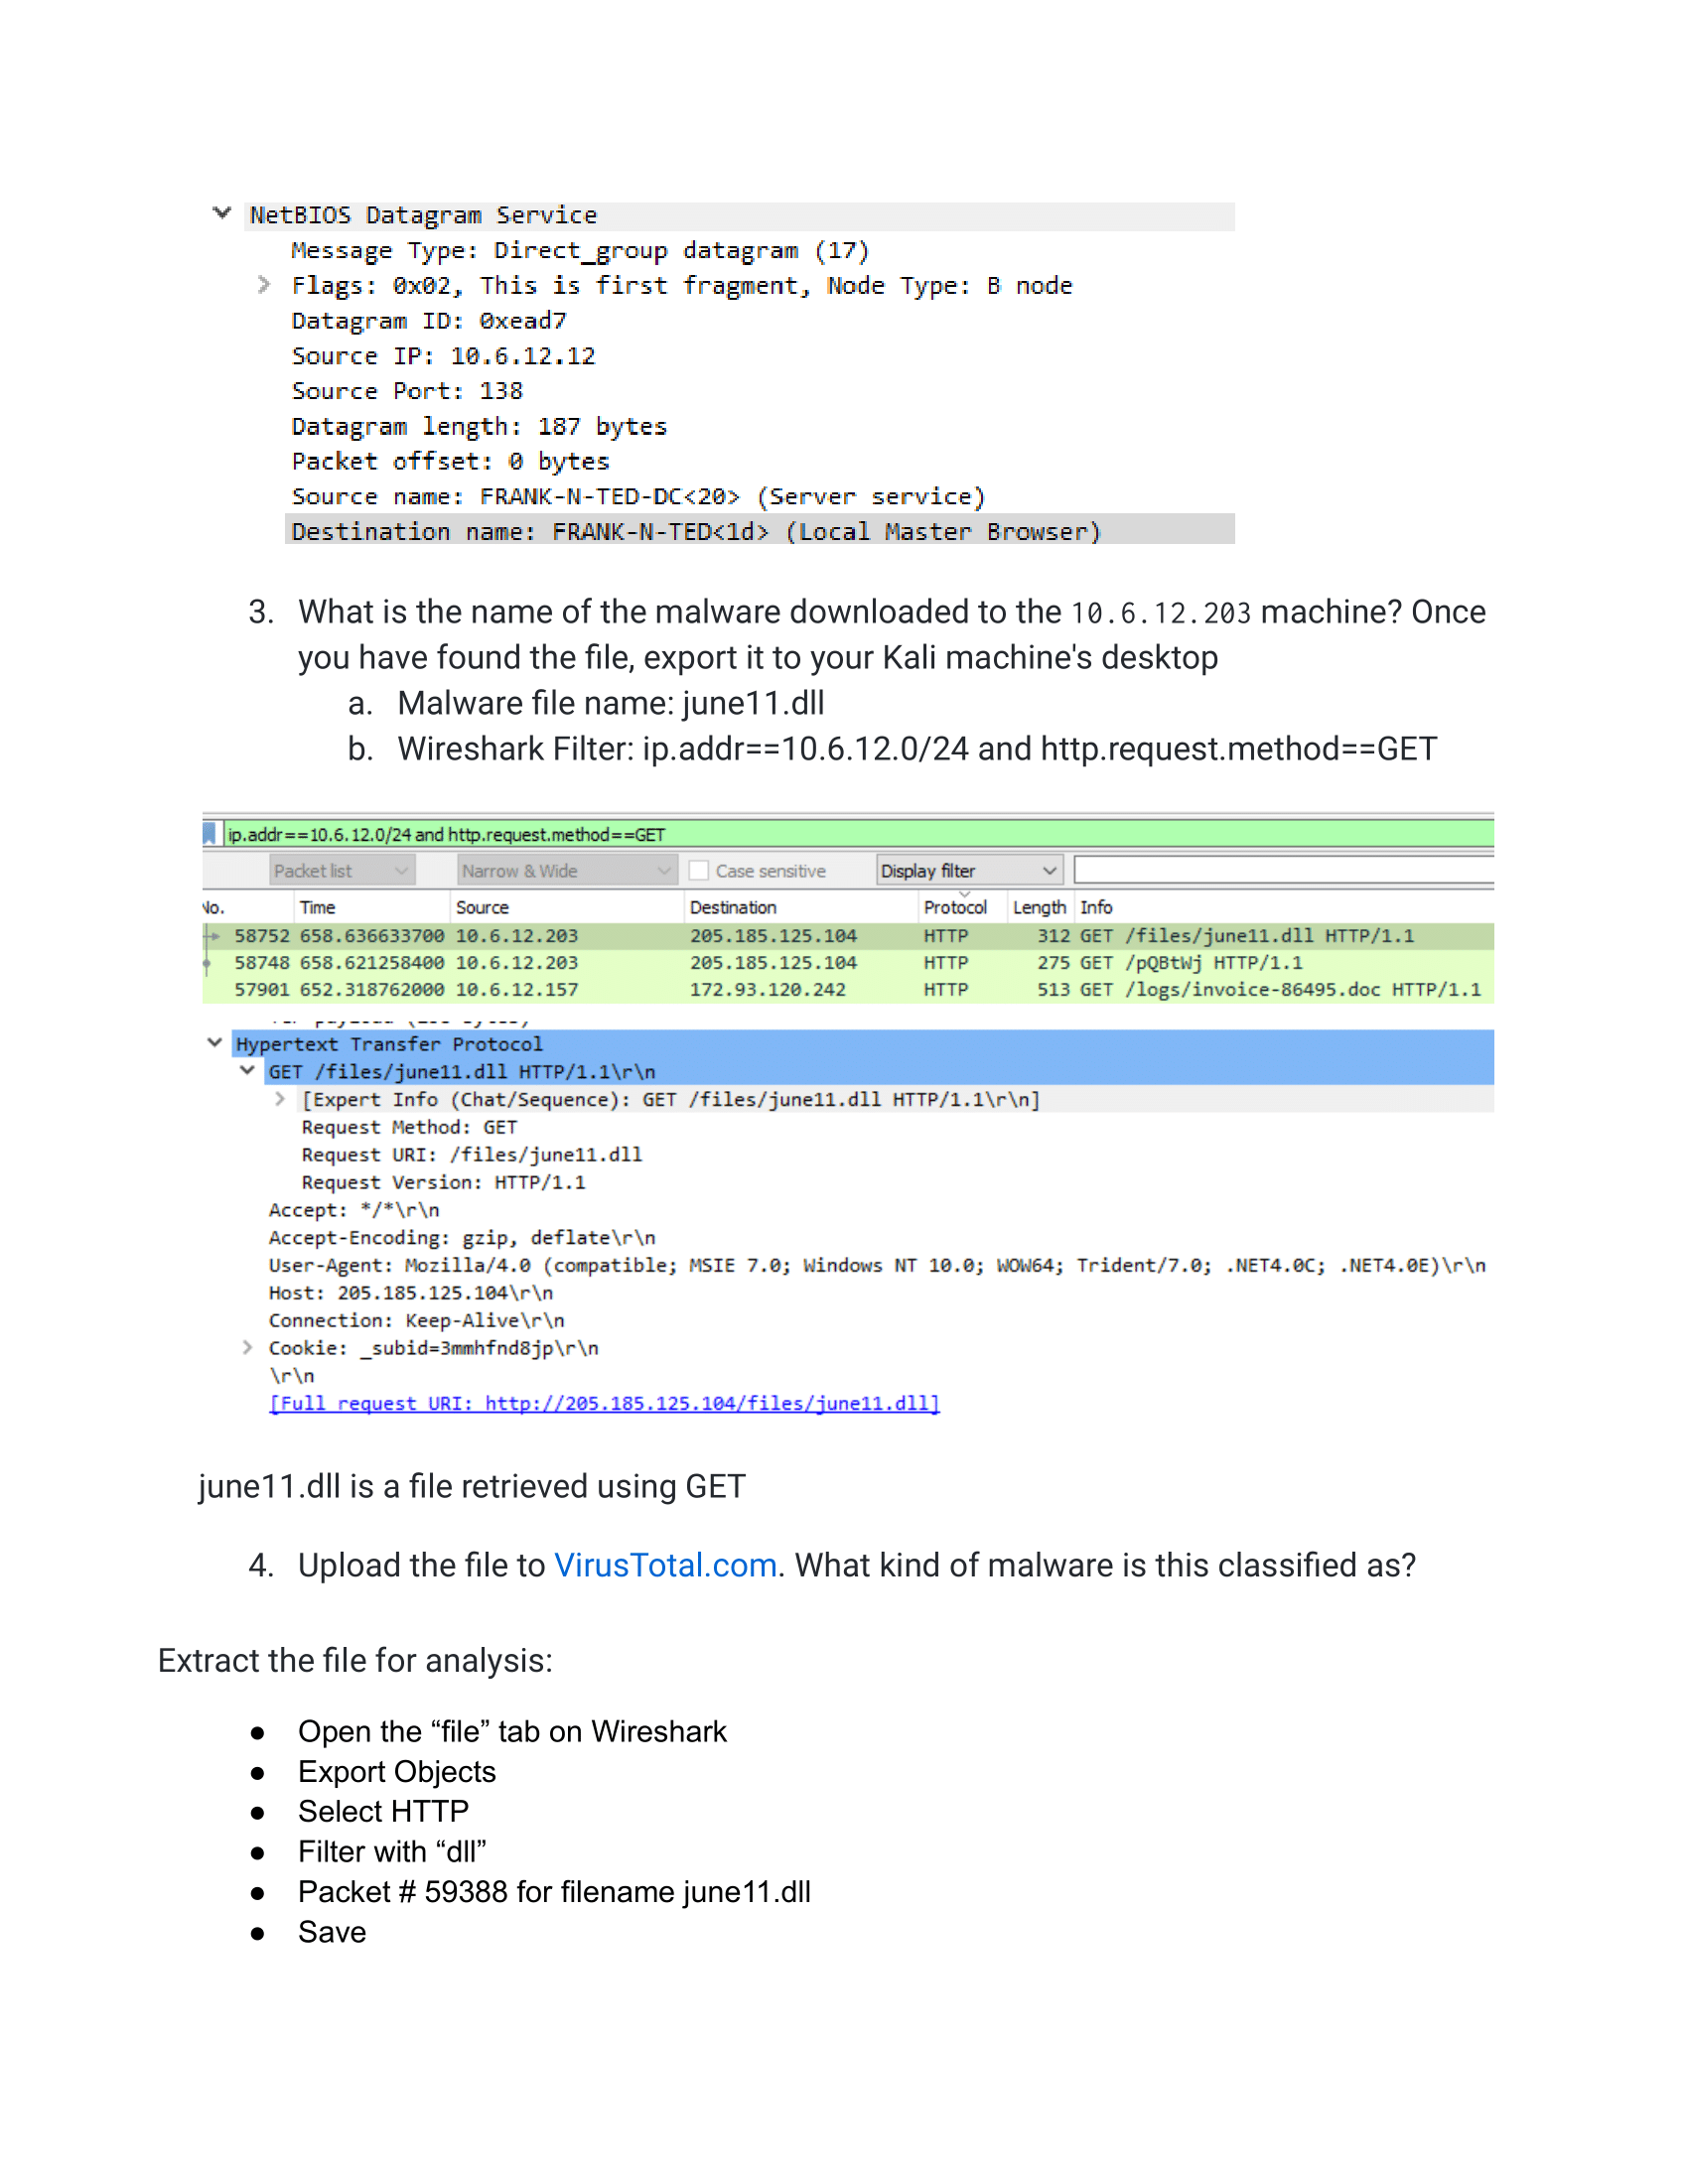 NetBIOS Datagram Service
Message Type: Direct_group datagram (17)
Flags: 0x02, This is first fragment, Node Type: B node
Datagram ID: 0xead7
Source IP: 10.6.12.12
Source Port: 138
Datagram length: 187 bytes
Packet offset: 0 bytes
Source name: FRANK-N-TED-DC<20> (Server service)
Destination name: FRANK-N-TED<1d> (Local Master Browser)
3. What is the name of the malware downloaded to the 10.6.12.203 machine? Once
you have found the file, export it to your Kali machine's desktop
a. Malware file name: june11.dll
b. Wireshark Filter: ip.addr==10.6.12.0/24 and http.request.method==GET
ip.addr==10.6.12.0/24 and http.request.method==GET
Packet list Narrow & Wide Case sensitive Display filter
No. Time Source Destination Protocol Length Info
58752 658.636633700 10.6.12.203 205.185.125.104 HTTP 312 GET /files/june11.dll HTTP/1.1
58748 658.621258400 10.6.12.203 205.185.125.104 HTTP 275 GET /pQBtWj HTTP/1.1
57901 652.318762000 10.6.12.157 172.93.120.242 HTTP 513 GET /logs/invoice-86495.doc HTTP/1.1
Hypertext Transfer Protocol
GET /files/june11.dll HTTP/1.1\r\n
[Expert Info (Chat/Sequence): GET /files/june11.dll HTTP/1.1\r\n]
Request Method: GET
Request URI: /files/june11.dll
Request Version: HTTP/1.1
Accept: */*\r\n
Accept-Encoding: gzip, deflate\r\n
User-Agent: Mozilla/4.0 (compatible; MSIE 7.0; Windows NT 10.0; WOW64; Trident/7.0; .NET4.0C; .NET4.0E)\r\n
Host: 205.185.125.104\r\n
Connection: Keep-Alive\r\n
Cookie: _subid=3mmhfnd8jp\r\n
\r\n
[Full request URI: http://205.185.125.104/files/june11.dll]
june11.dll is a file retrieved using GET
4. Upload the file to VirusTotal.com. What kind of malware is this classified as?
Extract the file for analysis:
● Open the “file” tab on Wireshark
● Export Objects
● Select HTTP
● Filter with “dll”
● Packet # 59388 for filename june11.dll
● Save